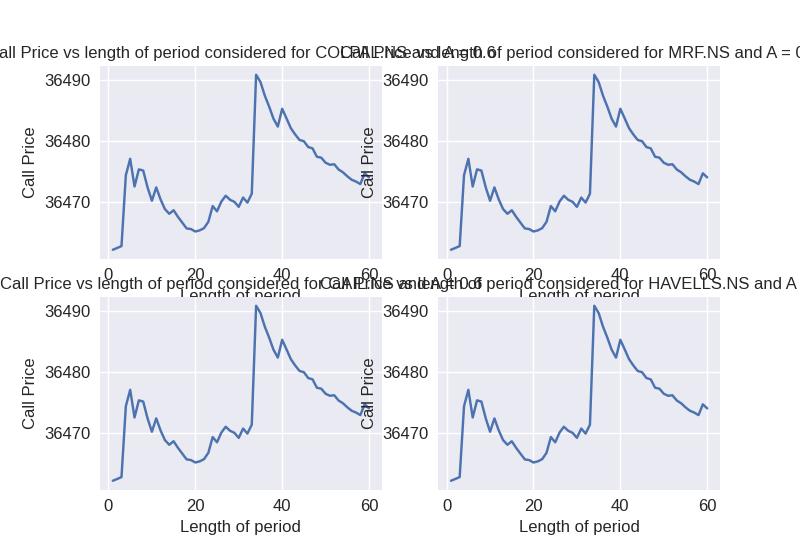 all Price vs length of period considered for COLPAL.NS and A = 0.6
Call Price vs length of period considered for MRF.NS and A = 0
36490
36480
36470
Call Price
0 20 40 60
Length of period
36490
36480
36470
Call Price
0 20 40 60
Length of period
Call Price vs length of period considered for GAIL.NS and A = 0.6
Call Price vs length of period considered for HAVELLS.NS and A
36490
36480
36470
Call Price
0 20 40 60
Length of period
36490
36480
36470
Call Price
0 20 40 60
Length of period